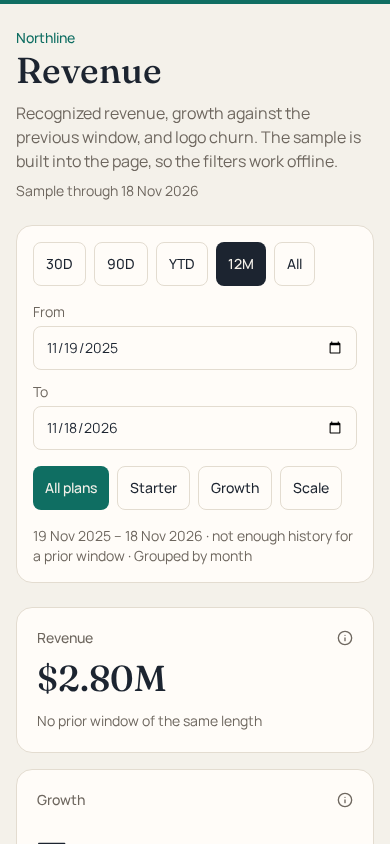 Northline
Revenue
Recognized revenue, growth against the
previous window, and logo churn. The sample is
built into the page, so the filters work offline.
Sample through 18 Nov 2026
30D 90D YTD 12M All
From
11/19/2025
To
11/18/2026
All plans Starter Growth Scale
19 Nov 2025 – 18 Nov 2026 · not enough history for
a prior window · Grouped by month
Revenue
$2.80M
No prior window of the same length
Growth